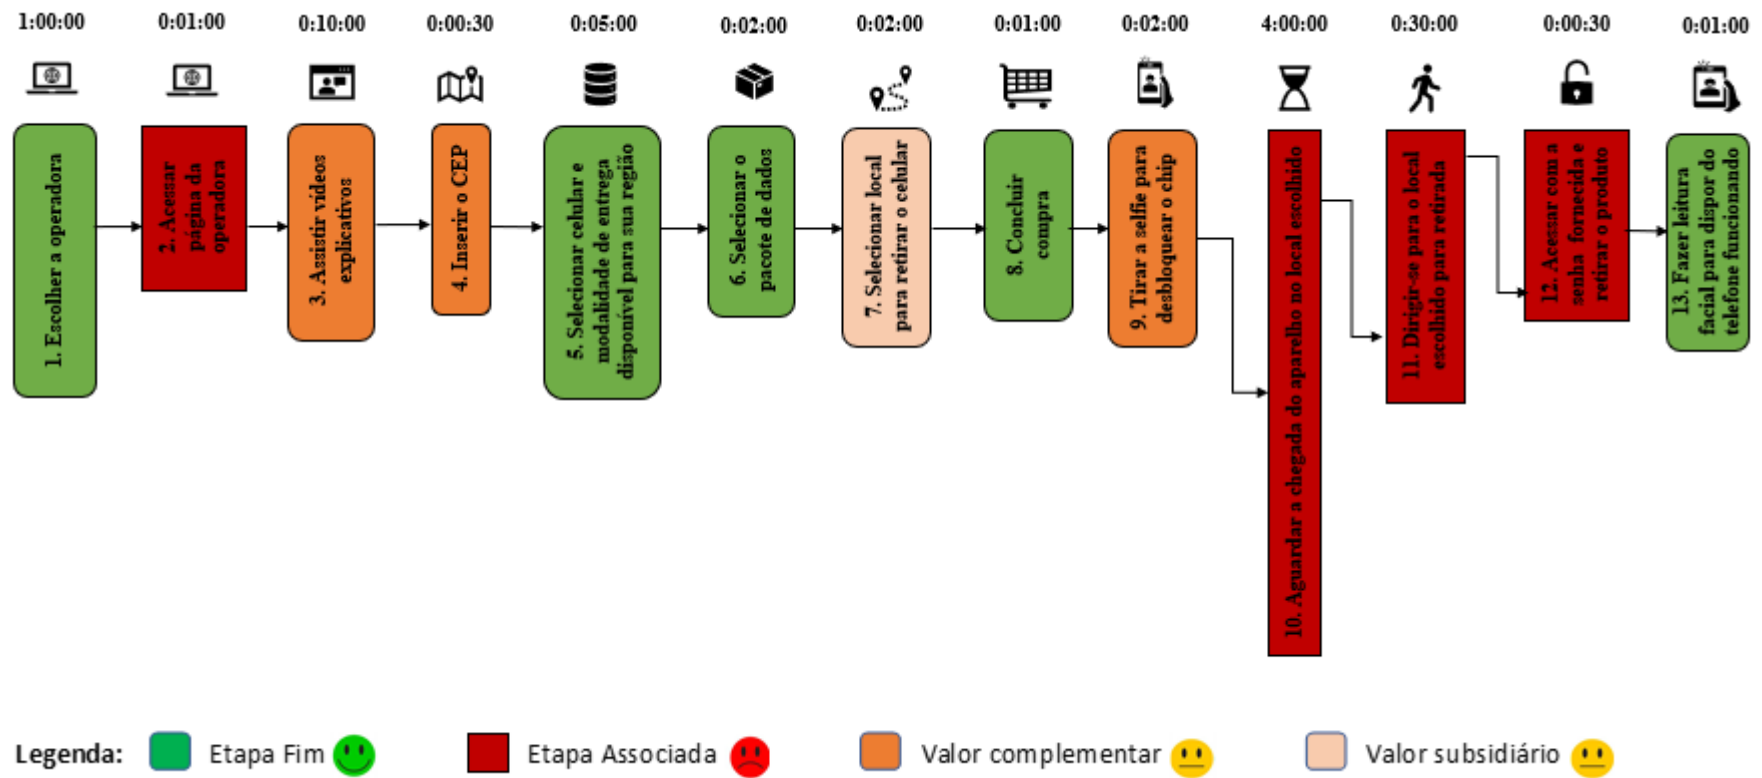 1:00:00
0:01:00
0:10:00
0:00:30
0:05:00
0:02:00
0:02:00
0:01:00
0:02:00
4:00:00
0:30:00
0:00:30
0:01:00
1. Escolher a operadora
2. Acessar
página da
operadora
3. Assistir vídeos
explicativos
4. Inserir o CEP
5. Selecionar celular e
modalidade de entrega
disponível para sua região
6. Selecionar o
pacote de dados
7. Selecionar local
para retirar o celular
8. Concluir
compra
9. Tirar a selfie para
desbloquear o chip
10. Aguardar a chegada do aparelho no local escolhido
11. Dirigir-se para o local
escolhido para retirada
12. Acessar com a
senha fornecida e
retirar o produto
13. Fazer leitura
facial para dispor do
telefone funcionando
Legenda:
Etapa Fim
Etapa Associada
Valor complementar
Valor subsidiário